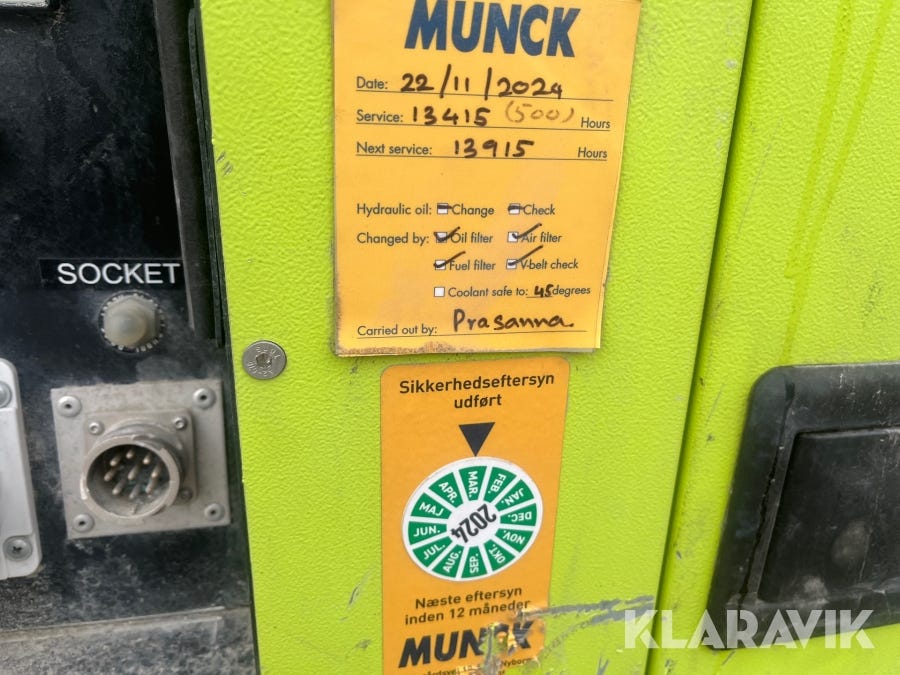 MUNCK
Date: 22/11/2024
Service: 13415 (500) Hours
Next service: 13915 Hours
Hydraulic oil: Change Check
Changed by: Oil filter Air filter
Fuel filter V-belt check
Coolant safe to: 45 degrees
Carried out by: Prasanna
SOCKET
Sikkerhedseftersyn
udført
MAR. FEB. JAN. DEC. NOV. OKT. SEP. AUG. JUL. JUN. MAJ APR.
2024
Næste eftersyn
inden 12 måneder
MUNCK
Nyborg
KLARAVIK